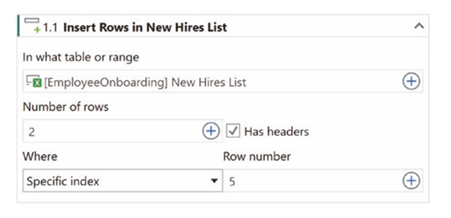 1.1 Insert Rows in New Hires List
In what table or range
[EmployeeOnboarding] New Hires List
Number of rows
2 Has headers
Where Row number
Specific index 5